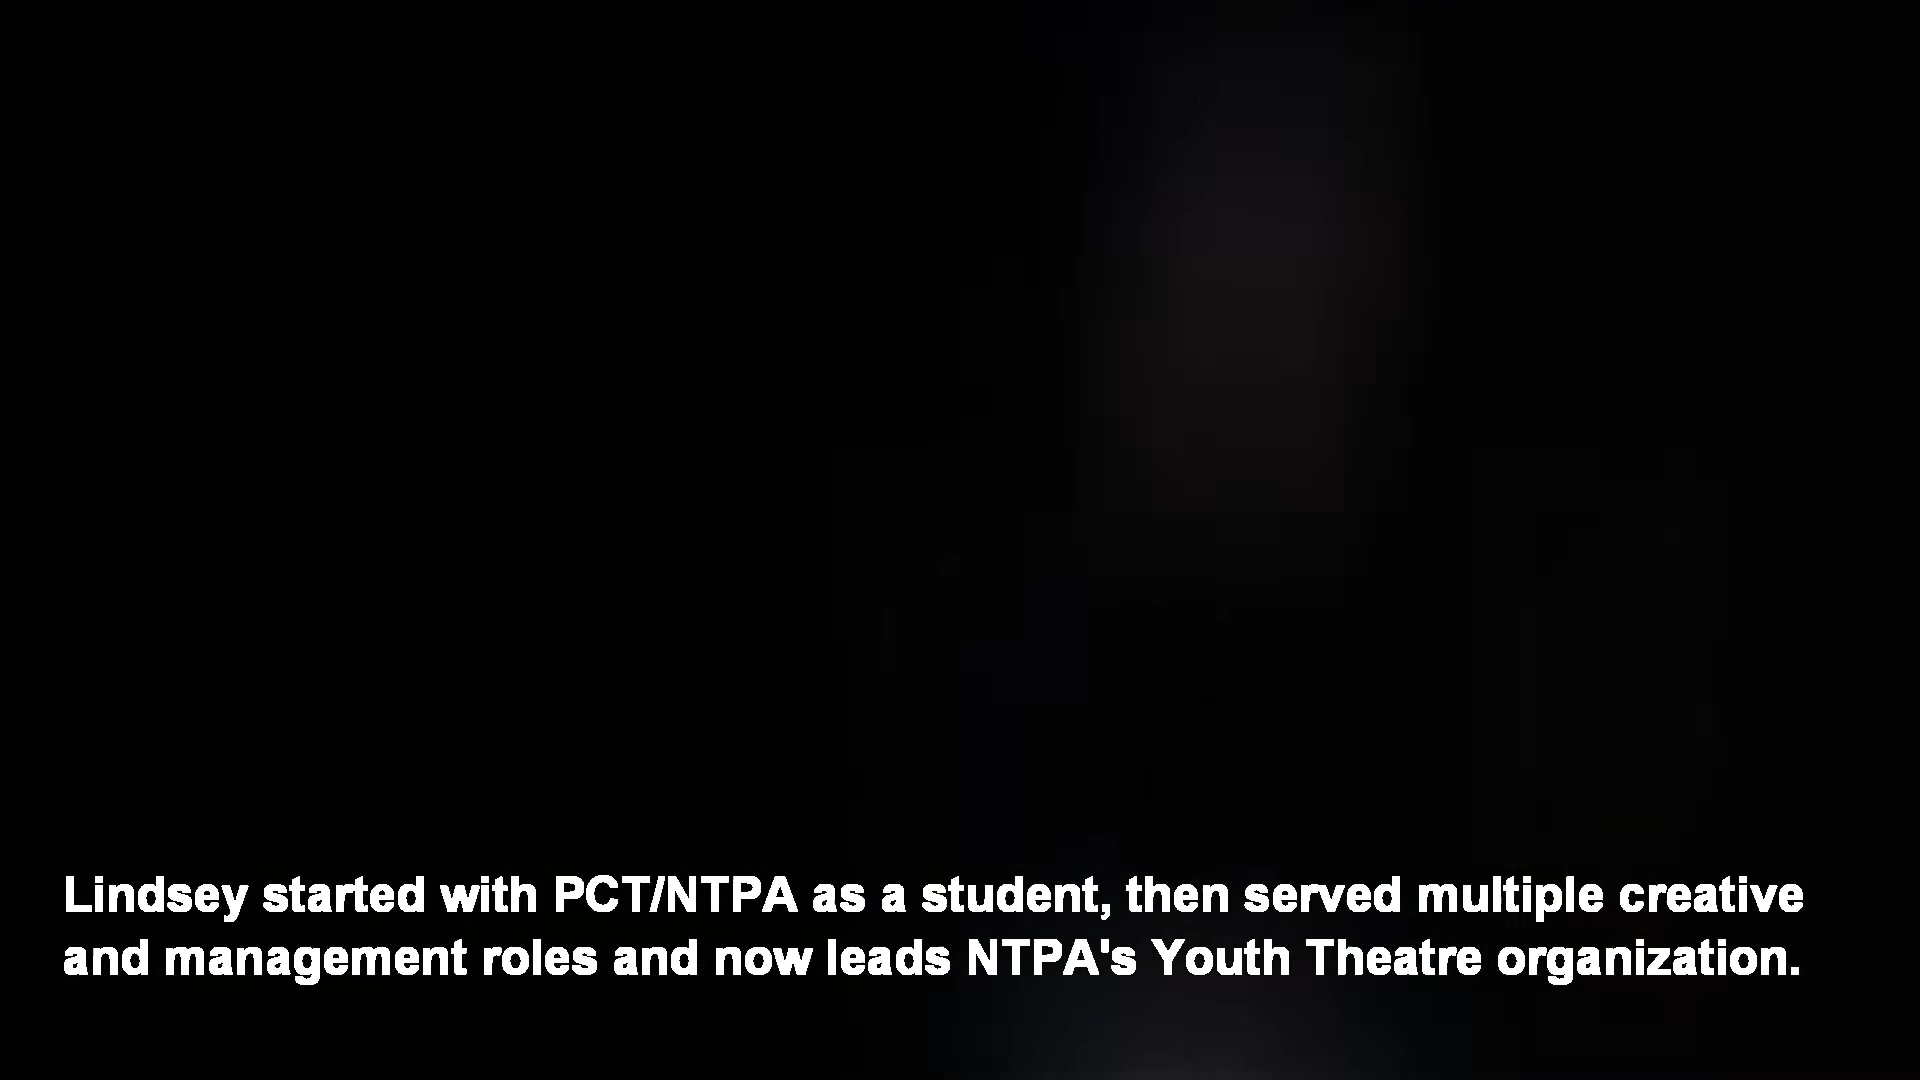 Lindsey started with PCT/NTPA as a student, then served multiple creative
and management roles and now leads NTPA's Youth Theatre organization.